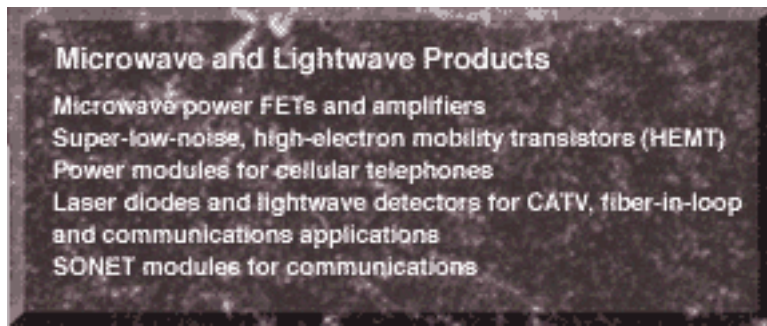 Microwave and Lightwave Products
Microwave power FETs and amplifiers
Super-low-noise, high-electron mobility transistors (HEMT)
Power modules for cellular telephones
Laser diodes and lightwave detectors for CATV, fiber-in-loop
and communications applications
SONET modules for communications